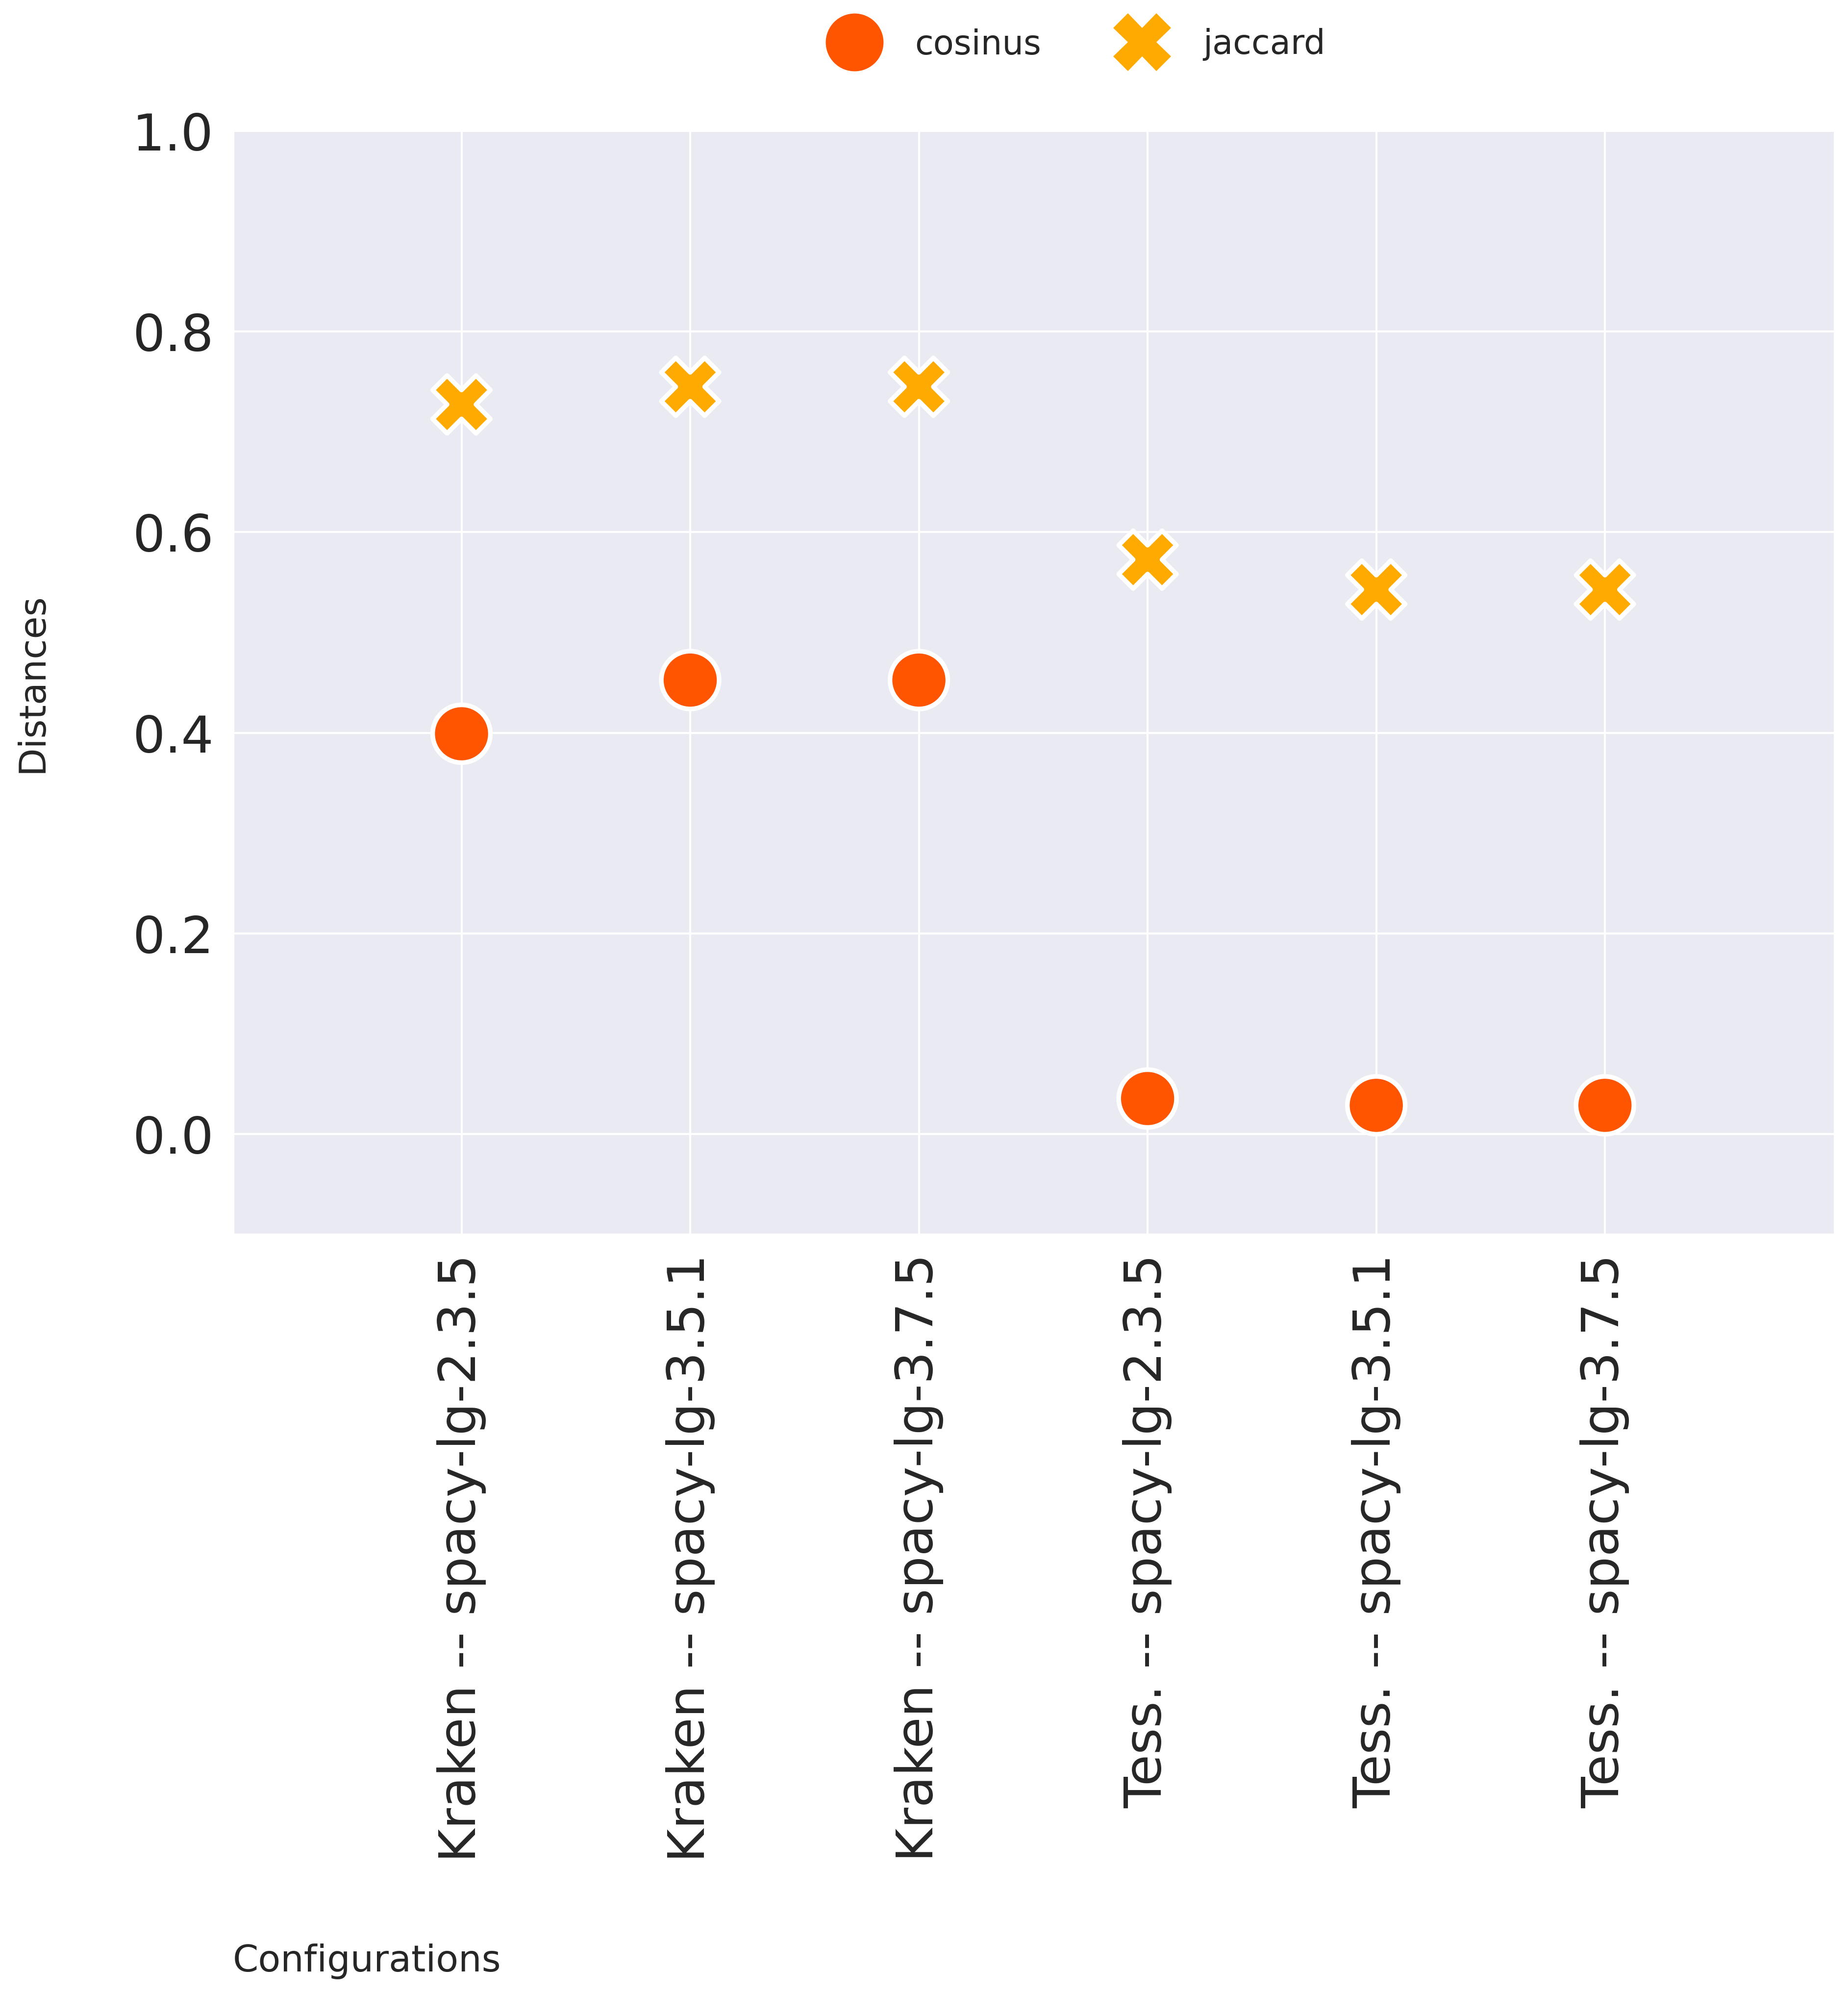 cosinus jaccard
1.0
0.8
0.6
0.4
0.2
0.0
Distances
Kraken -- spacy-lg-2.3.5
Kraken -- spacy-lg-3.5.1
Kraken -- spacy-lg-3.7.5
Tess. -- spacy-lg-2.3.5
Tess. -- spacy-lg-3.5.1
Tess. -- spacy-lg-3.7.5
Configurations